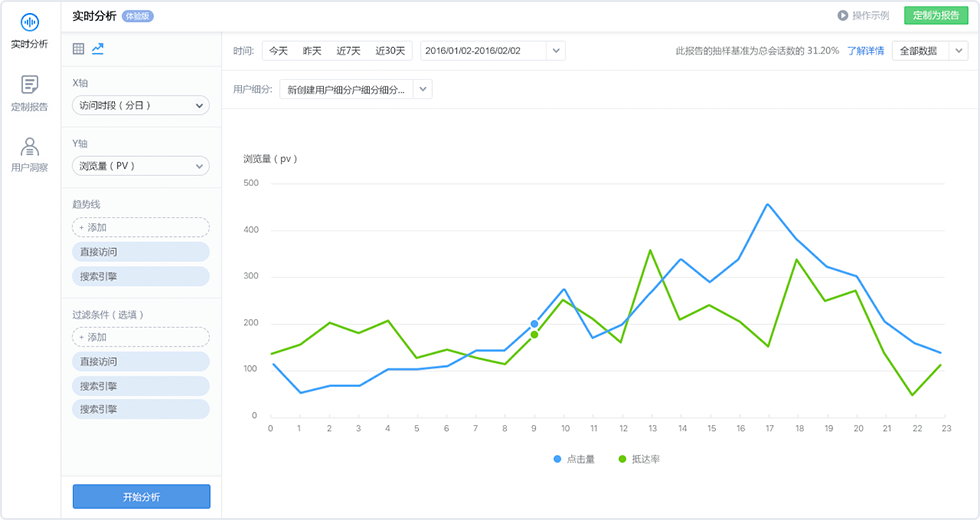 实时分析
定制报告
用户洞察
实时分析 体验版
操作示例
定制为报告
X轴
访问时段（分日）
Y轴
浏览量（PV）
趋势线
+ 添加
直接访问
搜索引擎
过滤条件（选填）
+ 添加
直接访问
搜索引擎
搜索引擎
开始分析
时间: 今天 昨天 近7天 近30天 2016/01/02-2016/02/02
此报告的抽样基准为总会话数的 31.20% 了解详情 全部数据
用户细分: 新创建用户细分户细分细分...
浏览量（pv）
500
400
300
200
100
0
0 1 2 3 4 5 6 7 8 9 10 11 12 13 14 15 16 17 18 19 20 21 22 23
点击量 抵达率